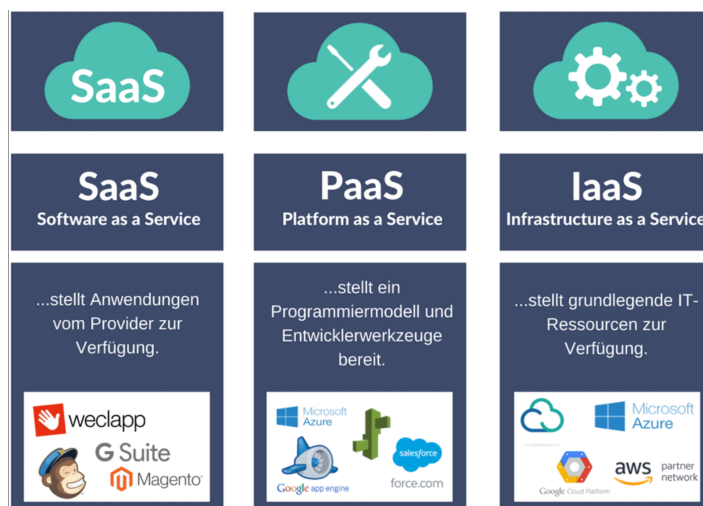 SaaS
SaaS
Software as a Service
...stellt Anwendungen
vom Provider zur
Verfügung.
weclapp
G Suite
Magento
PaaS
Platform as a Service
...stellt ein
Programmiermodell und
Entwicklerwerkzeuge
bereit.
Microsoft
Azure
salesforce
Google app engine
force.com
IaaS
Infrastructure as a Service
...stellt grundlegende IT-
Ressourcen zur
Verfügung.
Microsoft
Azure
Google Cloud Platform
aws partner
network